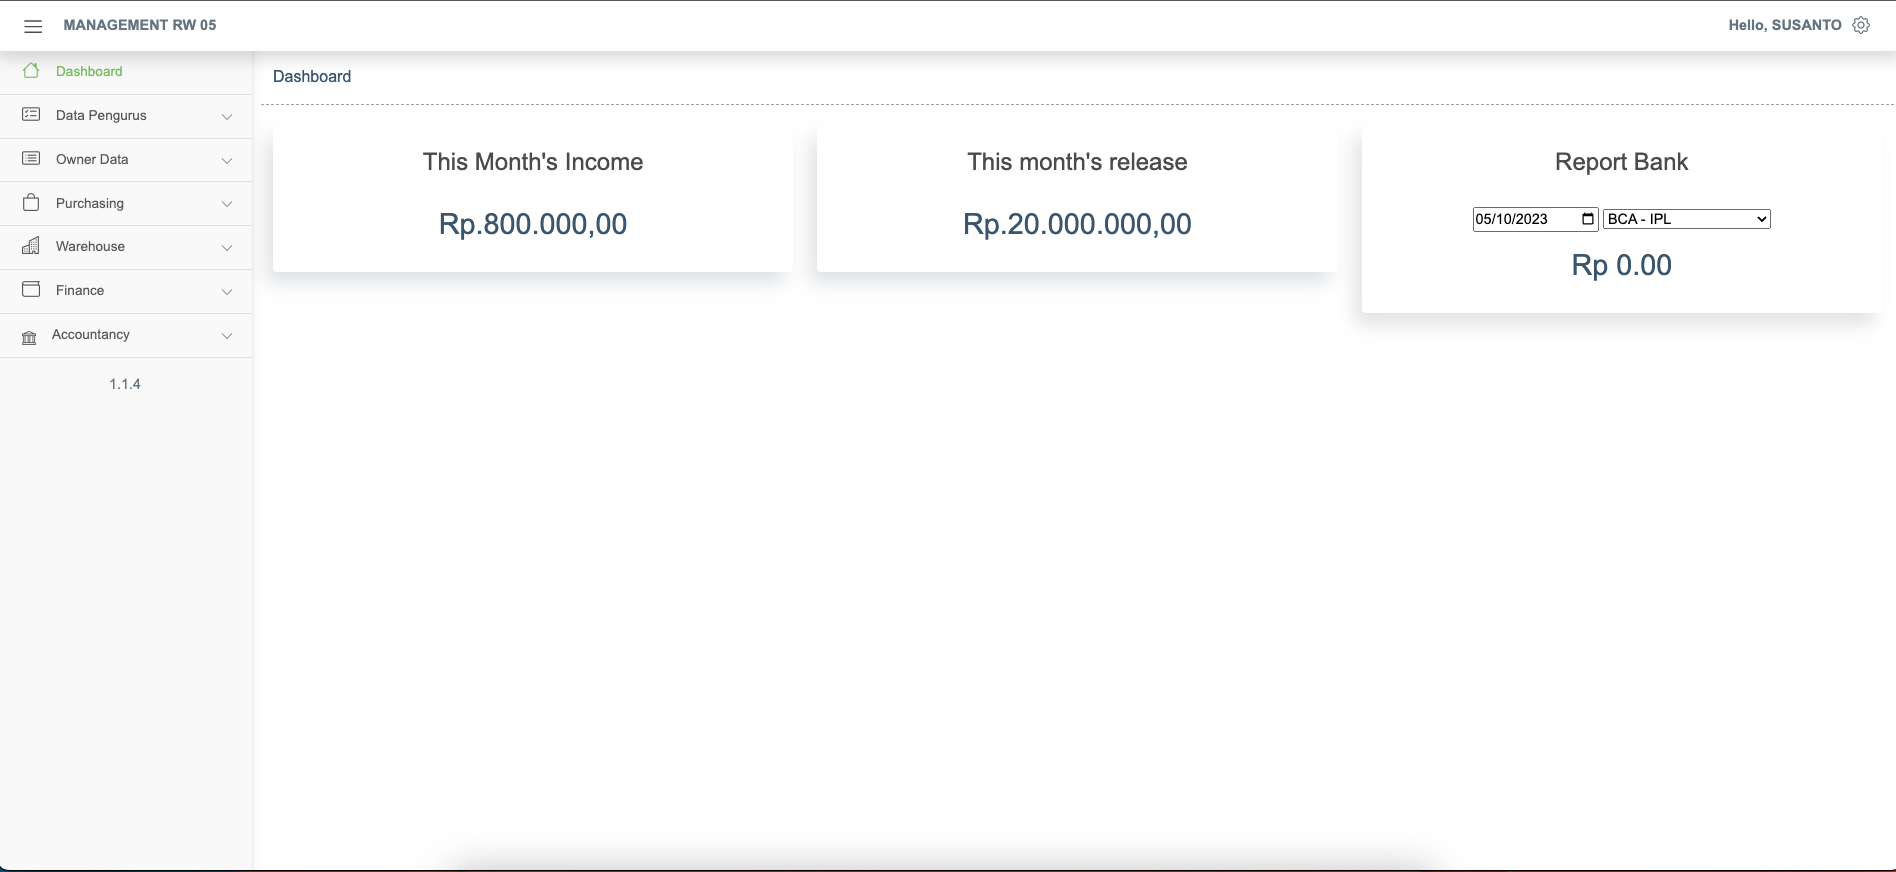 MANAGEMENT RW 05
Hello, SUSANTO
Dashboard
Data Pengurus
Owner Data
Purchasing
Warehouse
Finance
Accountancy
1.1.4
Dashboard
This Month's Income
Rp.800.000,00
This month's release
Rp.20.000.000,00
Report Bank
05/10/2023 BCA - IPL
Rp 0.00